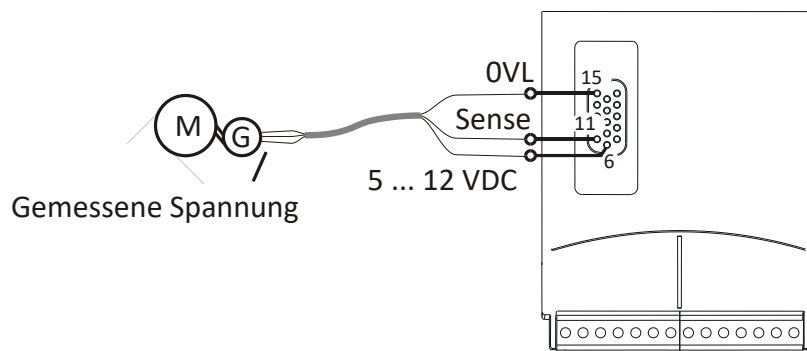 0VL
15
M
G
Sense
11
5 ... 12 VDC
6
Gemessene Spannung